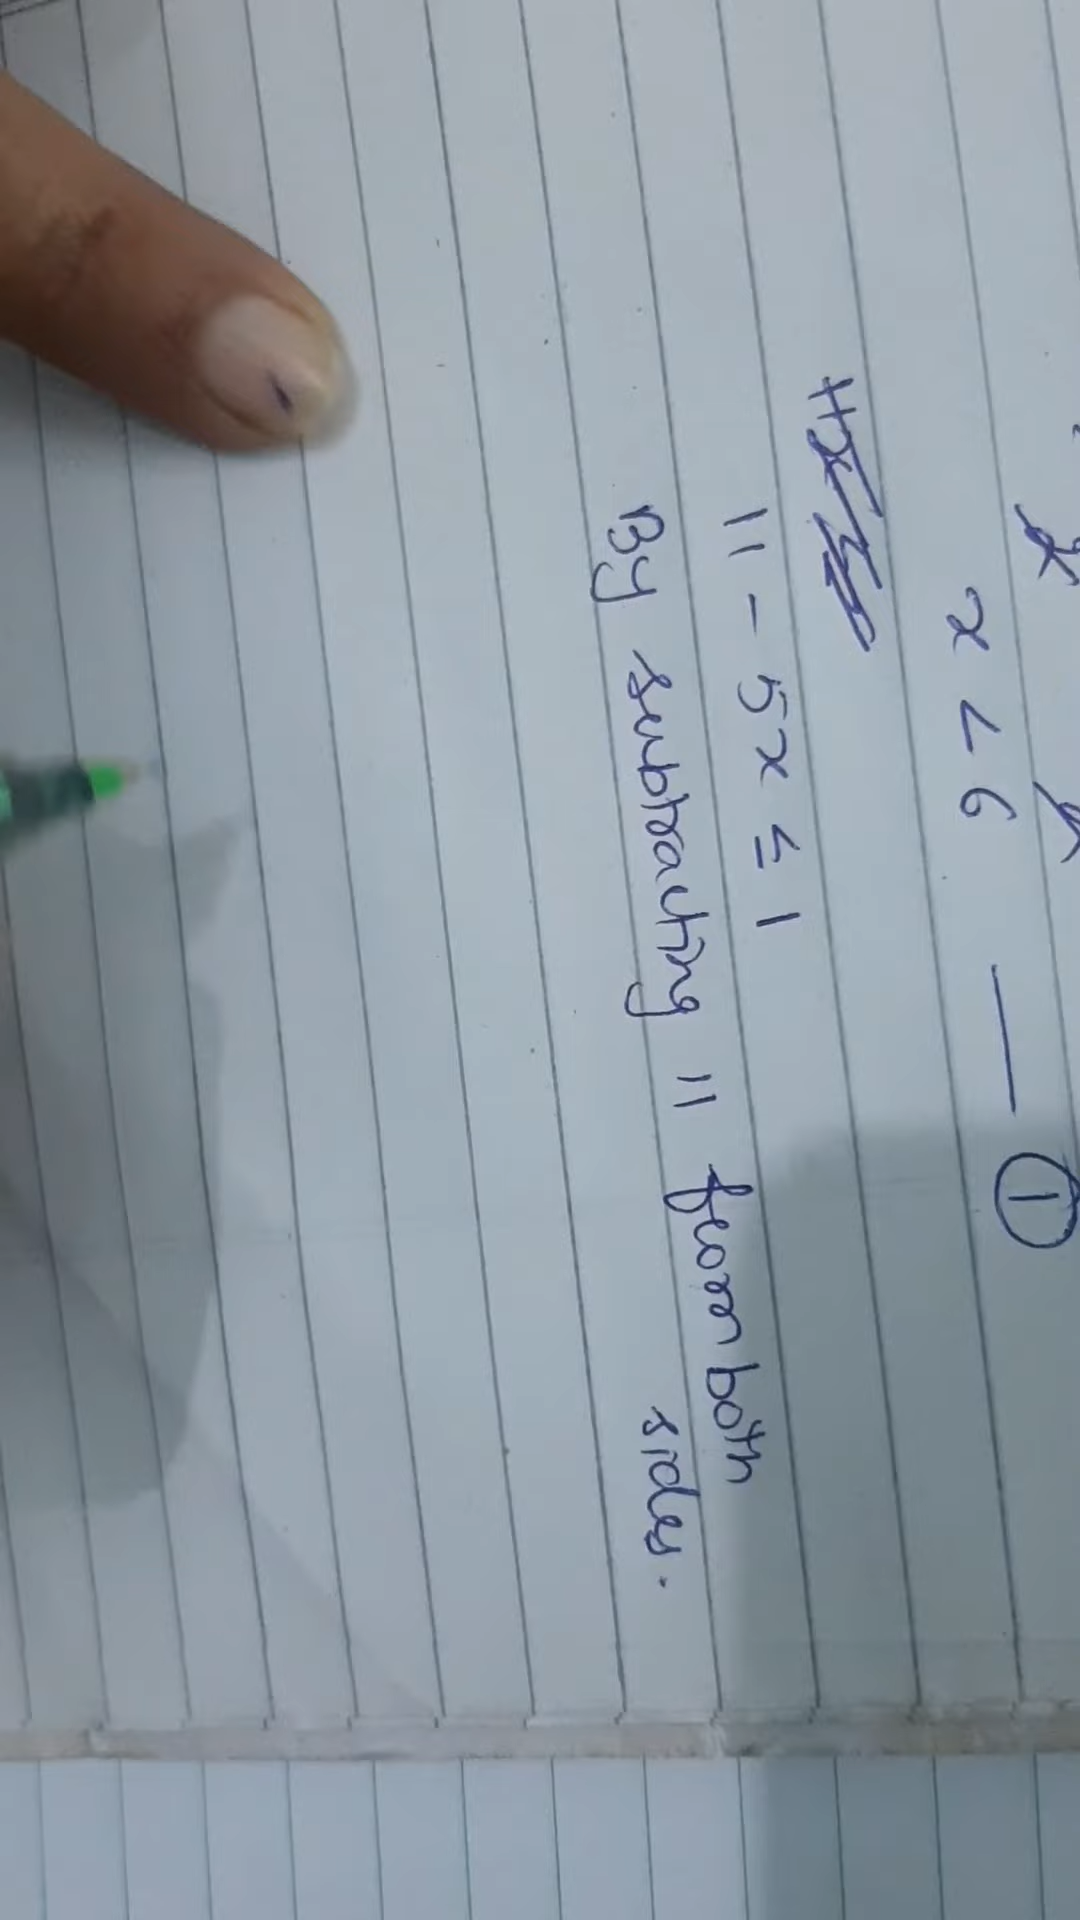 x < 6 — ①
11 - 5x ≤ 1
By subtracting 11 from both
sides.